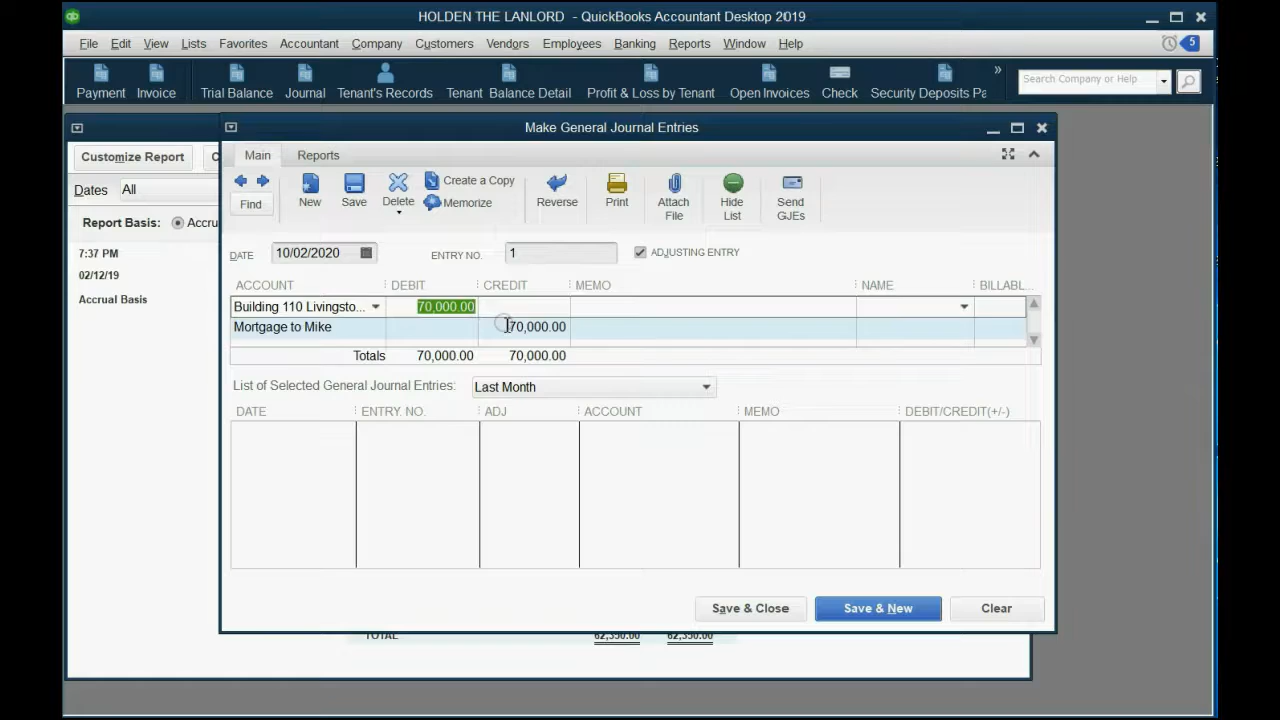 HOLDEN THE LANLORD - QuickBooks Accountant Desktop 2019
File Edit View Lists Favorites Accountant Company Customers Vendors Employees Banking Reports Window Help 5
Payment Invoice Trial Balance Journal Tenant's Records Tenant Balance Detail Profit & Loss by Tenant Open Invoices Check Security Deposits Pa » Search Company or Help
Make General Journal Entries
Customize Report
Main Reports
Dates All
Report Basis: Accru
7:37 PM
02/12/19
Accrual Basis
Find New Save Delete Create a Copy
Memorize
Reverse Print Attach File Hide List Send GJEs
DATE 10/02/2020 ENTRY NO. 1 ADJUSTING ENTRY
ACCOUNT DEBIT CREDIT MEMO NAME BILLABL...
Building 110 Livingsto... 70,000.00
Mortgage to Mike 70,000.00
Totals 70,000.00 70,000.00
List of Selected General Journal Entries: Last Month
DATE ENTRY. NO. ADJ ACCOUNT MEMO DEBIT/CREDIT(+/-)
Save & Close Save & New Clear
TOTAL 62,350.00 62,350.00